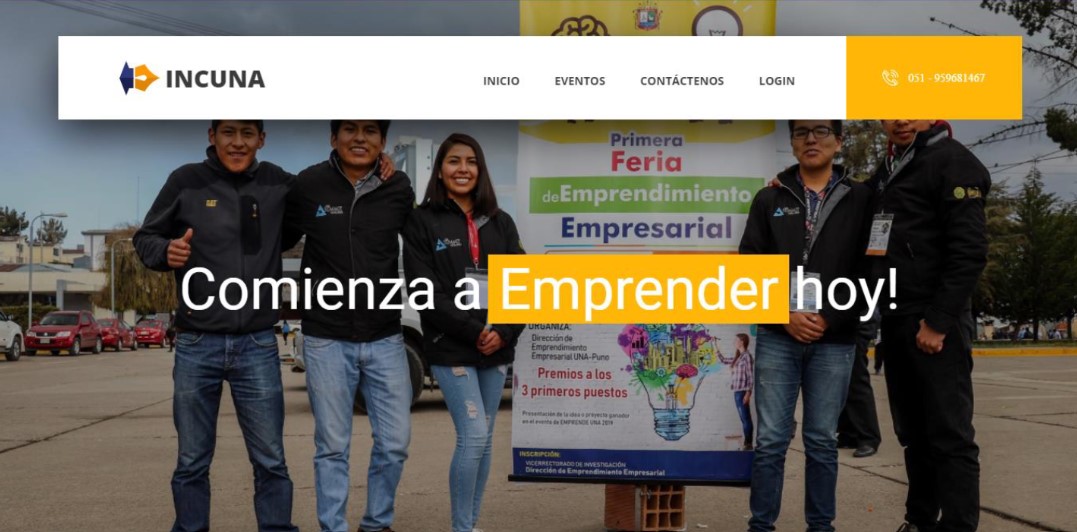 INCUNA
INICIO EVENTOS CONTÁCTENOS LOGIN
051 - 959681467
Primera
Feria
de Emprendimiento
Empresarial
Comienza a Emprender hoy!
ORGANIZA:
Dirección de
Emprendimiento
Empresarial UNA-Puno
Premios a los
3 primeros puestos
Presentación de la idea o proyecto ganador
en el evento de EMPRENDE UNA 2019
INSCRIPCIÓN:
VICERRECTORADO DE INVESTIGACIÓN
Dirección de Emprendimiento Empresarial
CAT